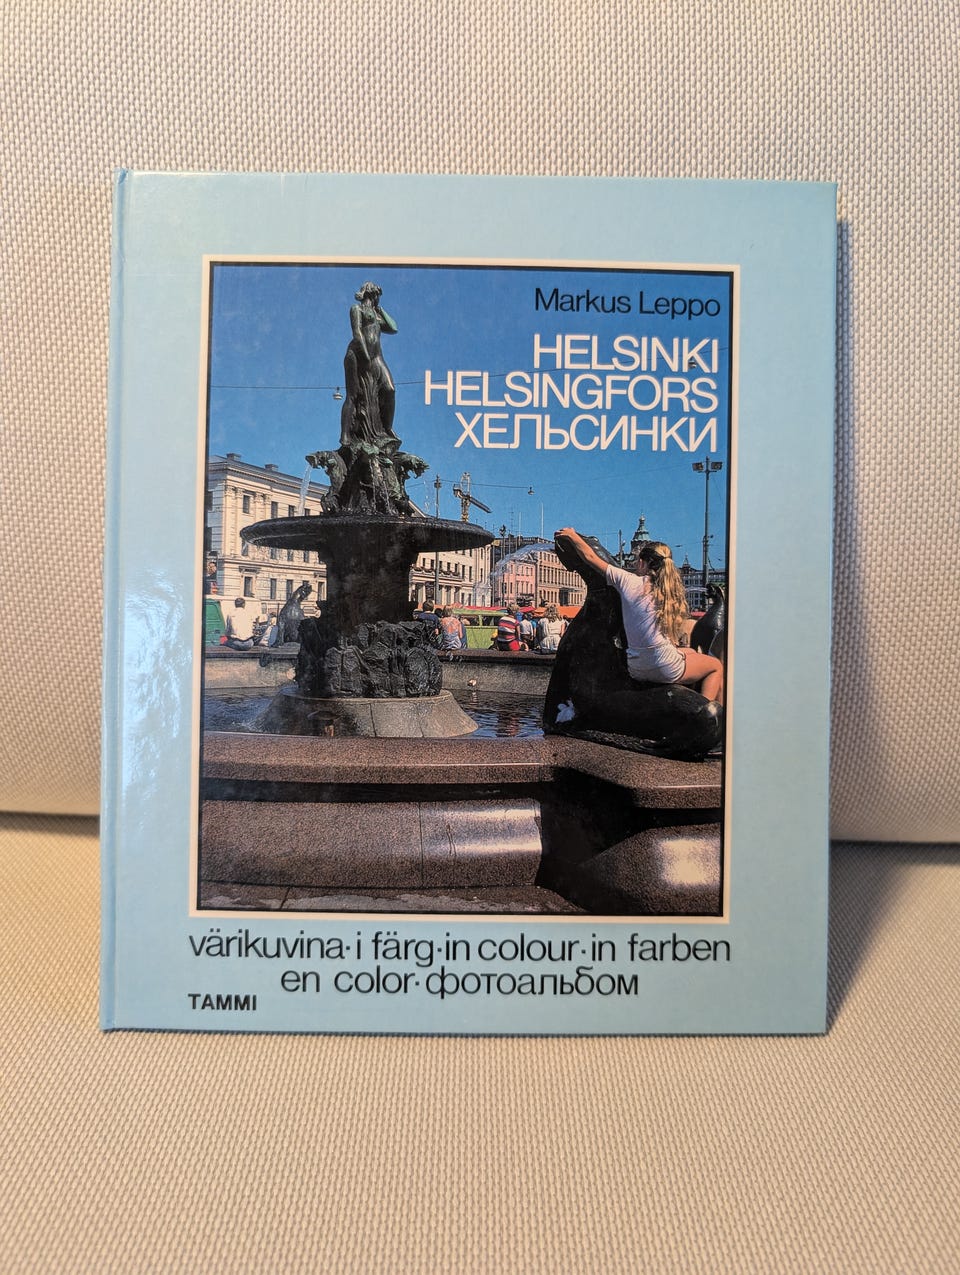 Markus Leppo
HELSINKI
HELSINGFORS
ХЕЛЬСИНКИ
värikuvina·i färg·in colour·in farben
en color·фотоальбом
TAMMI